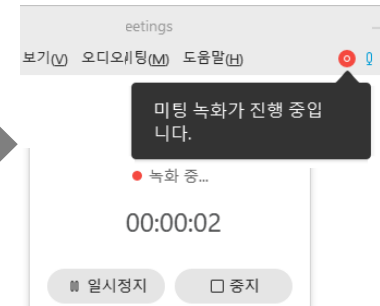 eetings
보기(V) 오디오/팅(M) 도움말(H)
미팅 녹화가 진행 중입
니다.
녹화 중...
00:00:02
일시정지 중지